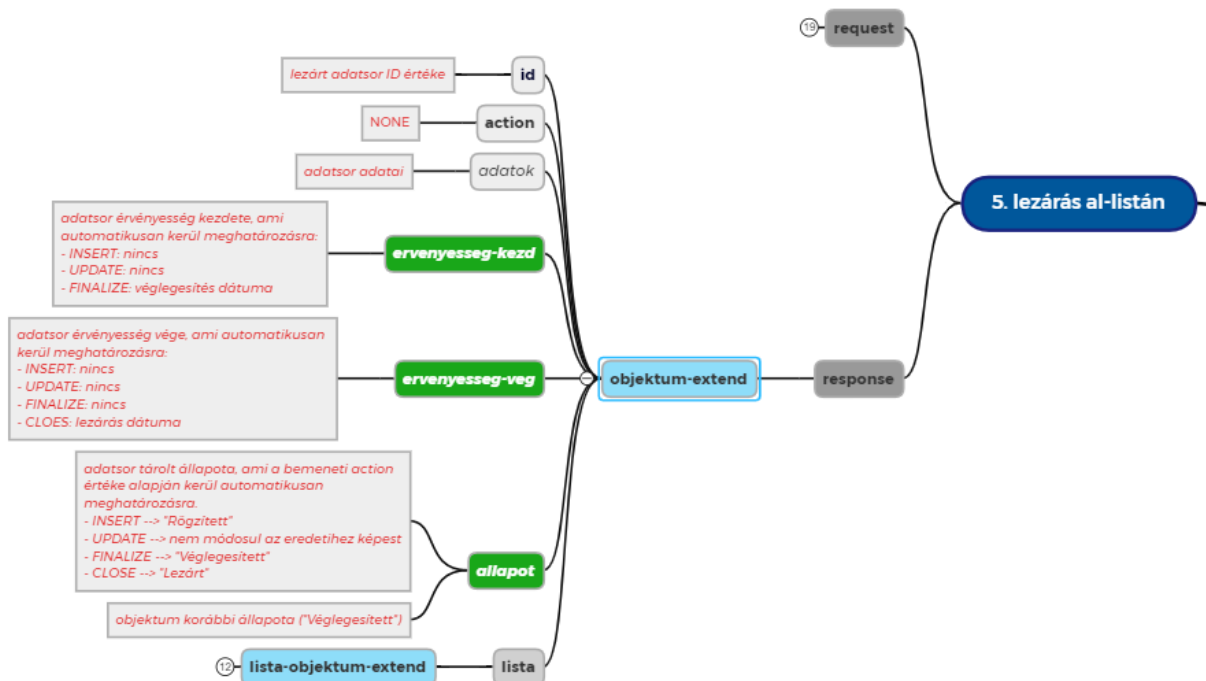 19
request
5. lezárás al-listán
response
objektum-extend
id
lezárt adatsor ID értéke
action
NONE
adatok
adatsor adatai
ervenyesseg-kezd
adatsor érvényesség kezdete, ami
automatikusan kerül meghatározásra:
- INSERT: nincs
- UPDATE: nincs
- FINALIZE: véglegesítés dátuma
ervenyesseg-veg
adatsor érvényesség vége, ami automatikusan
kerül meghatározásra:
- INSERT: nincs
- UPDATE: nincs
- FINALIZE: nincs
- CLOES: lezárás dátuma
allapot
adatsor tárolt állapota, ami a bemeneti action
értéke alapján kerül automatikusan
meghatározásra.
- INSERT --> "Rögzített"
- UPDATE --> nem módosul az eredetihez képest
- FINALIZE --> "Véglegesített"
- CLOSE --> "Lezárt"
objektum korábbi állapota ("Véglegesített")
lista
lista-objektum-extend
12